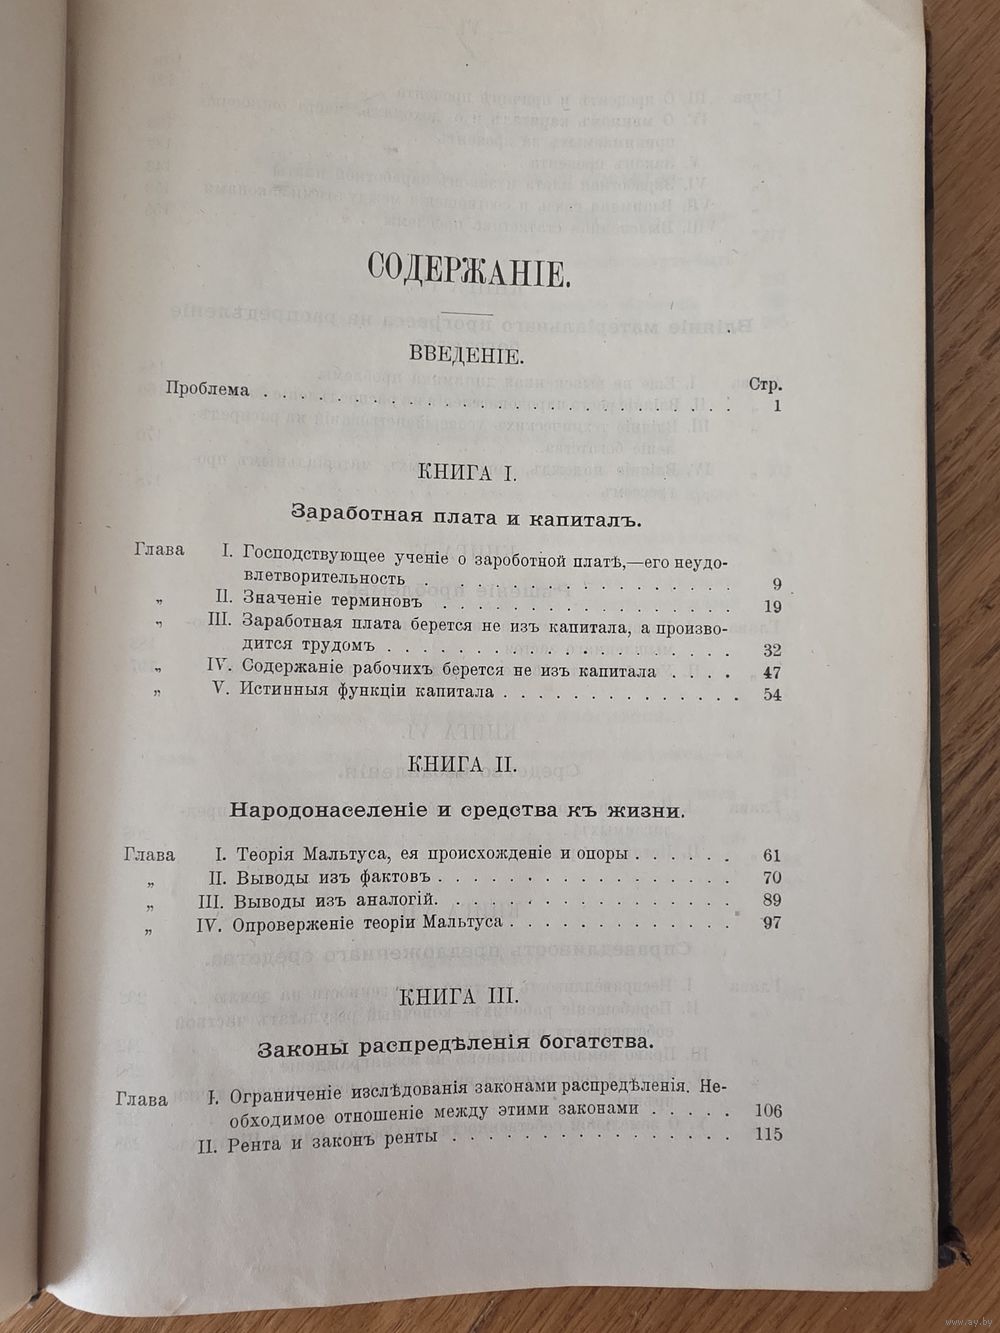 СОДЕРЖАНІЕ.
ВВЕДЕНІЕ.
Стр.
Проблема . . . . . . . . . . . . . . . . . . . . . . . . . . . 1
КНИГА I.
Заработная плата и капиталъ.
Глава I. Господствующее ученіе о зароботной платѣ,—его неудо-
влетворительность . . . . . . . . . . . . . . . 9
„ II. Значеніе терминовъ . . . . . . . . . . . . . . . 19
„ III. Заработная плата берется не изъ капитала, а произво-
дится трудомъ . . . . . . . . . . . . . . . . . 32
„ IV. Содержаніе рабочихъ берется не изъ капитала . . . . 47
„ V. Истинныя функціи капитала . . . . . . . . . . . . 54
КНИГА II.
Народонаселеніе и средства къ жизни.
Глава I. Теорія Мальтуса, ея происхожденіе и опоры . . . . . . 61
„ II. Выводы изъ фактовъ . . . . . . . . . . . . . . . . 70
„ III. Выводы изъ аналогій. . . . . . . . . . . . . . . . 89
„ IV. Опроверженіе теоріи Мальтуса . . . . . . . . . . . . 97
КНИГА III.
Законы распредѣленія богатства.
Глава I. Ограниченіе изслѣдованія законами распредѣленія. Не-
обходимое отношеніе между этими законами . . . . . 106
II. Рента и законъ ренты . . . . . . . . . . . . . . . 115
www.ay.by